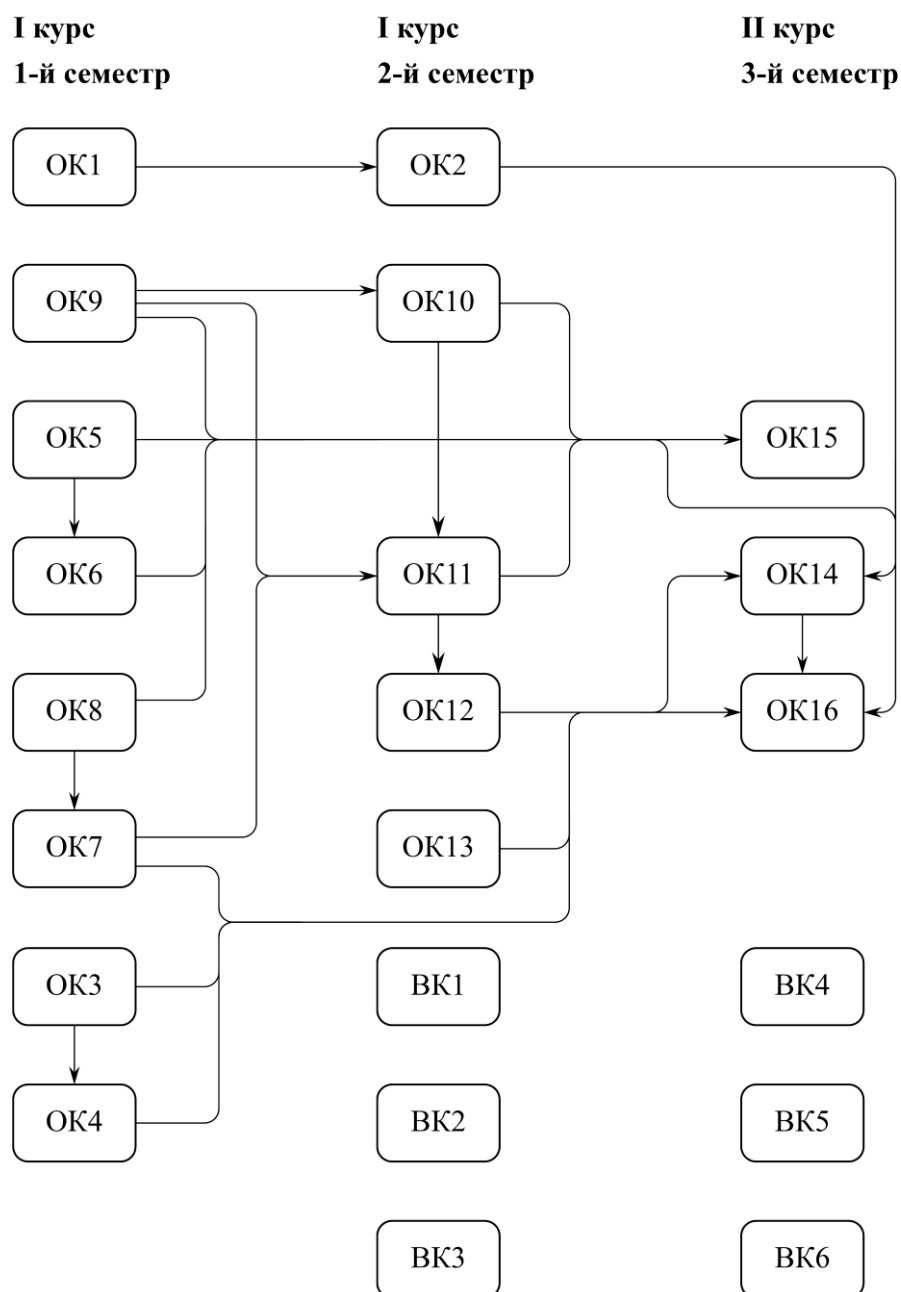 I курс I курс II курс
1-й семестр 2-й семестр 3-й семестр
ОК1 ОК2
ОК9 ОК10
ОК5 ОК15
ОК6 ОК11 ОК14
ОК8 ОК12 ОК16
ОК7 ОК13
ОК3 ВК1 ВК4
ОК4 ВК2 ВК5
ВК3 ВК6